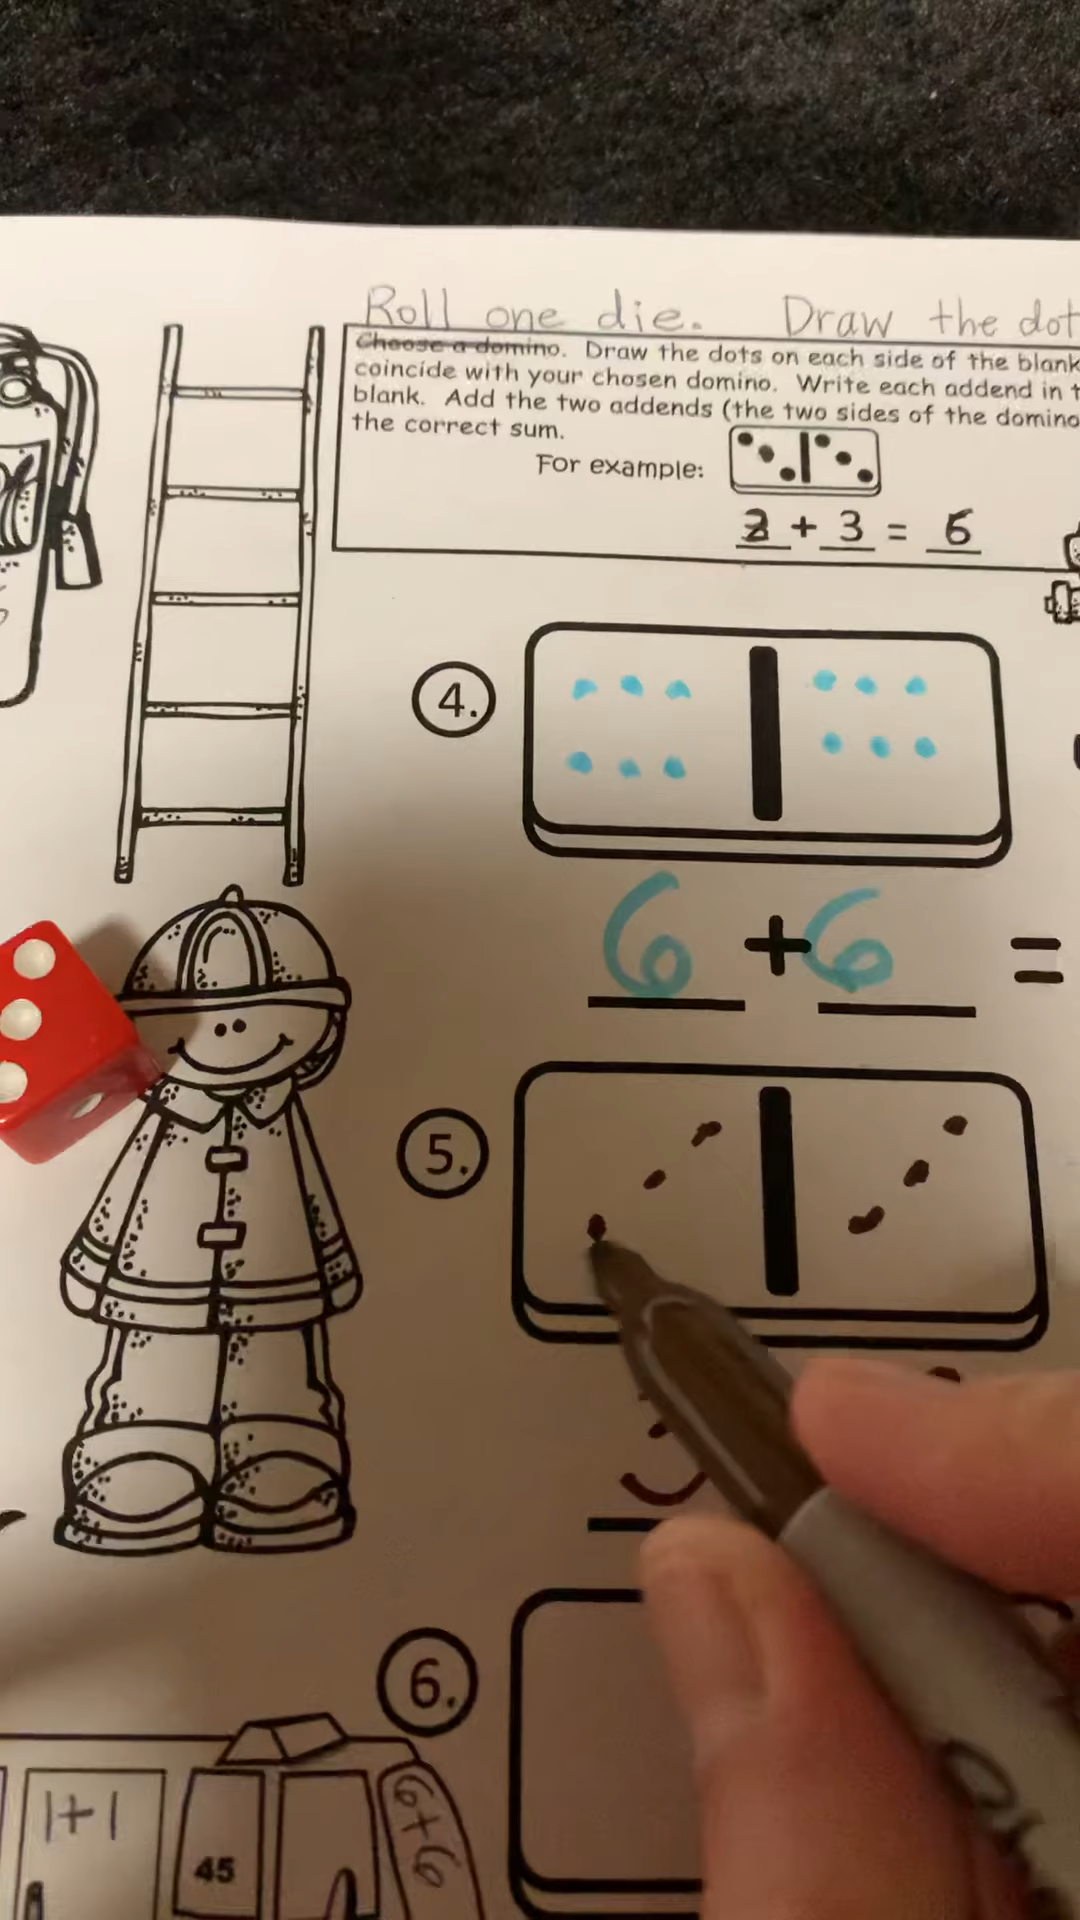 Roll one die. Draw the dot
Choose a domino. Draw the dots on each side of the blank
coincide with your chosen domino. Write each addend in t
blank. Add the two addends (the two sides of the domino
the correct sum.
For example:
3 + 3 = 6
4.
6 + 6 =
5.
6.
1+1
45
6+6